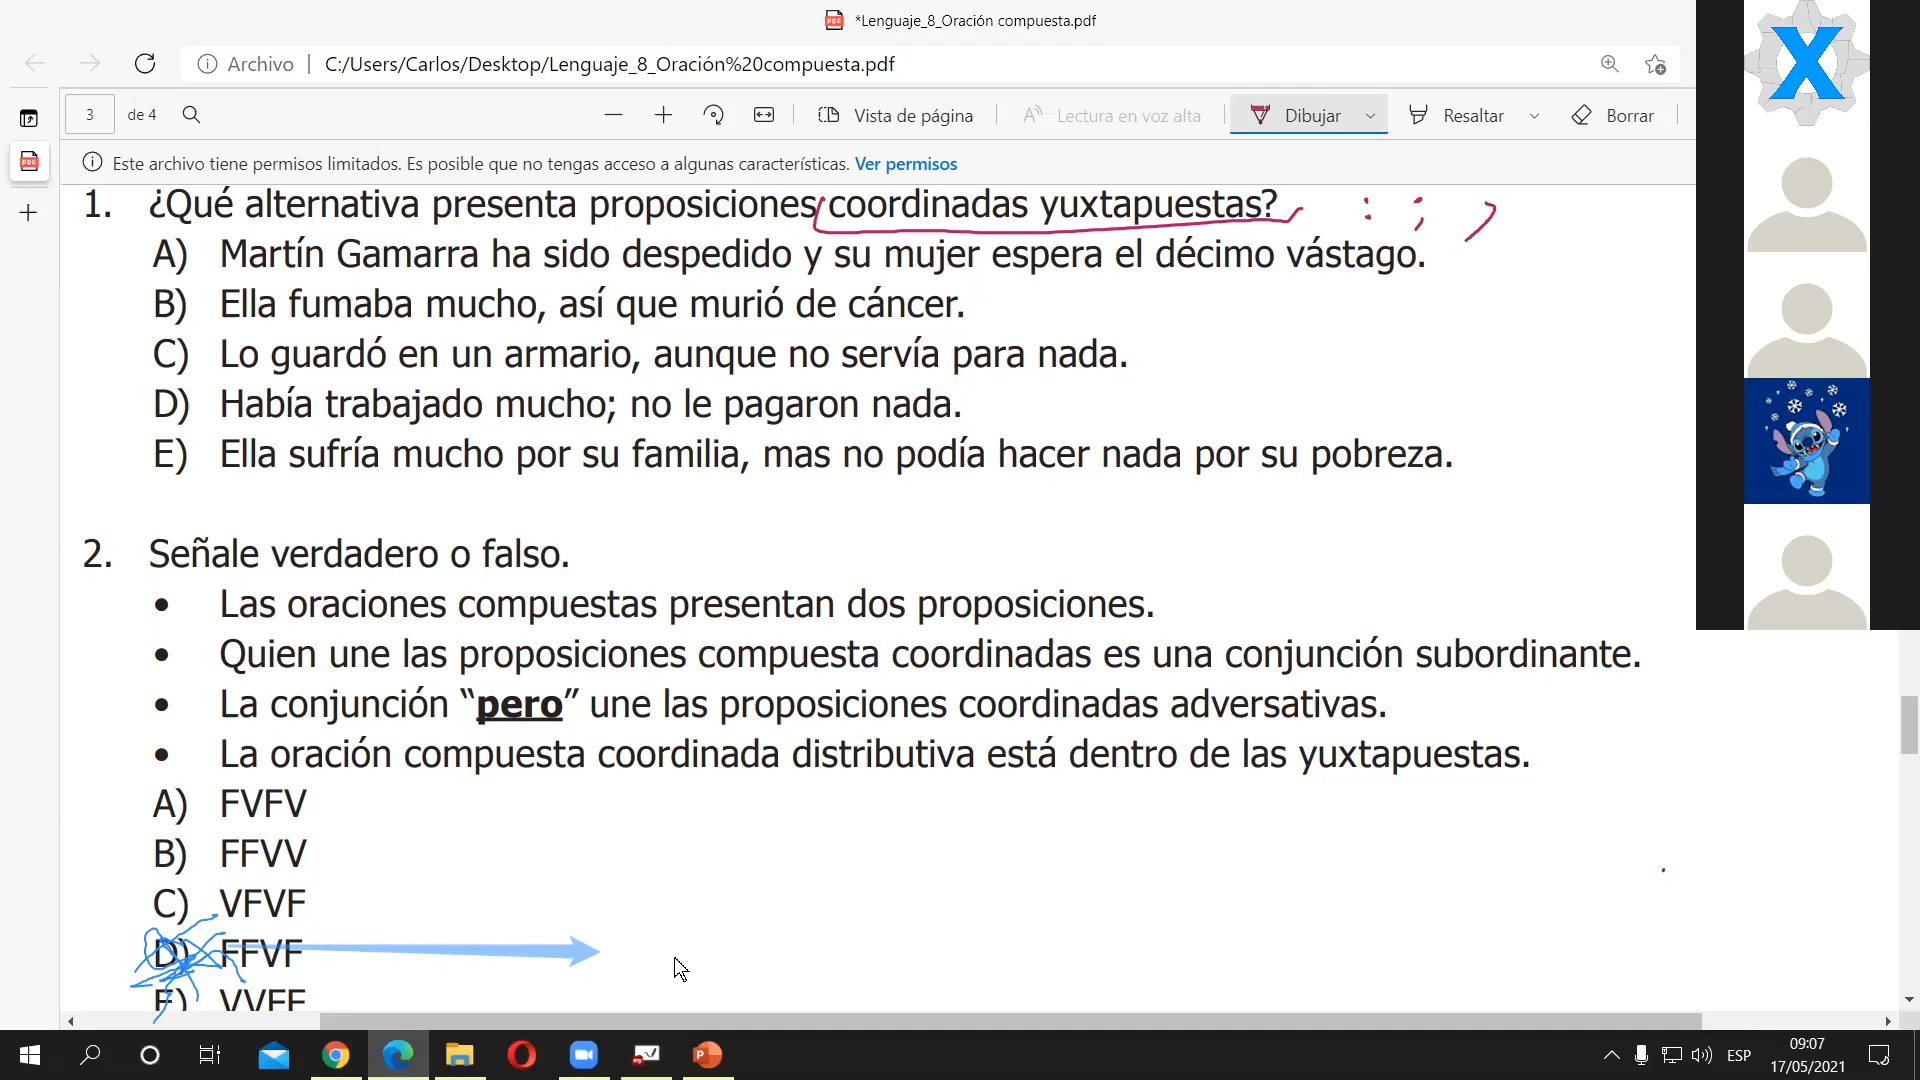 *Lenguaje_8_Oración compuesta.pdf
Archivo | C:/Users/Carlos/Desktop/Lenguaje_8_Oración%20compuesta.pdf
3 de 4 Vista de página Lectura en voz alta Dibujar Resaltar Borrar
Este archivo tiene permisos limitados. Es posible que no tengas acceso a algunas características. Ver permisos
1. ¿Qué alternativa presenta proposiciones coordinadas yuxtapuestas? : ; ,
A) Martín Gamarra ha sido despedido y su mujer espera el décimo vástago.
B) Ella fumaba mucho, así que murió de cáncer.
C) Lo guardó en un armario, aunque no servía para nada.
D) Había trabajado mucho; no le pagaron nada.
E) Ella sufría mucho por su familia, mas no podía hacer nada por su pobreza.
2. Señale verdadero o falso.
• Las oraciones compuestas presentan dos proposiciones.
• Quien une las proposiciones compuesta coordinadas es una conjunción subordinante.
• La conjunción “pero” une las proposiciones coordinadas adversativas.
• La oración compuesta coordinada distributiva está dentro de las yuxtapuestas.
A) FVFV
B) FFVV
C) VFVF
D) FFVF
E) VVFF
ESP
09:07
17/05/2021
X